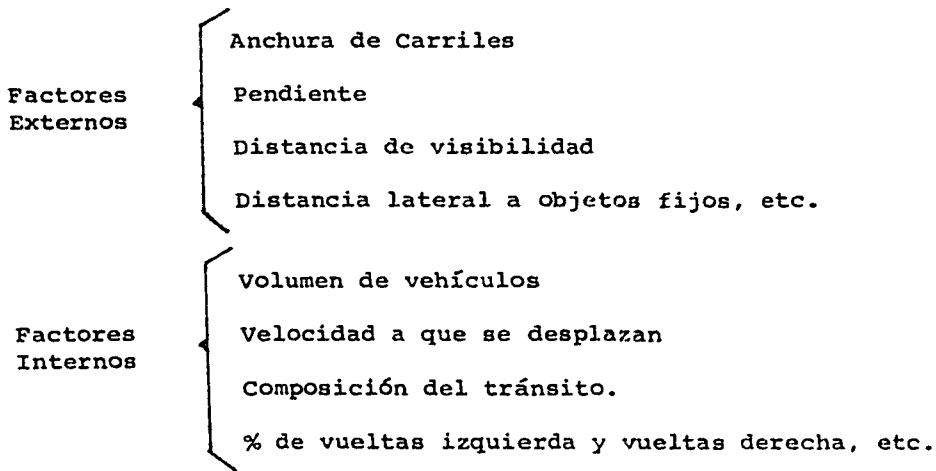 Factores
Externos
Anchura de Carriles
Pendiente
Distancia de visibilidad
Distancia lateral a objetos fijos, etc.
Factores
Internos
Volumen de vehículos
Velocidad a que se desplazan
Composición del tránsito.
% de vueltas izquierda y vueltas derecha, etc.